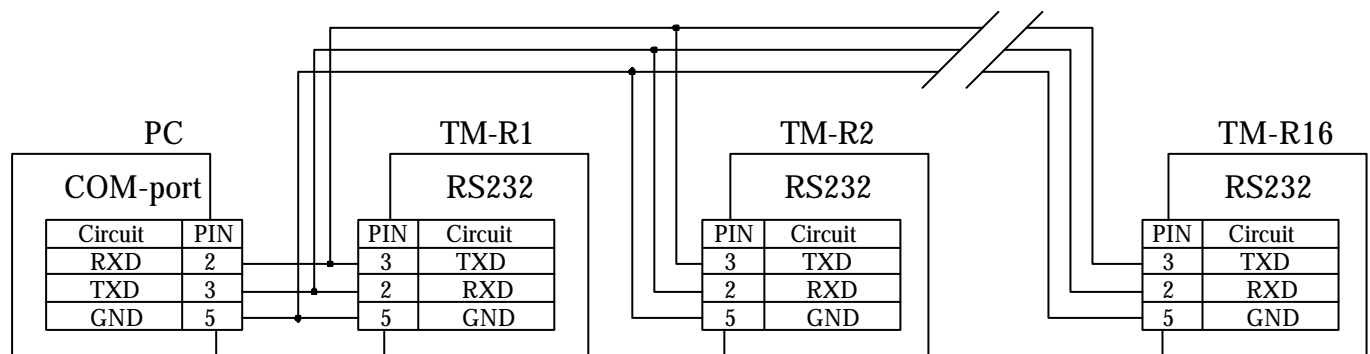 PC TM-R1 TM-R2 TM-R16
COM-port RS232 RS232 RS232
Circuit PIN PIN Circuit PIN Circuit PIN Circuit
RXD 2 3 TXD 3 TXD 3 TXD
TXD 3 2 RXD 2 RXD 2 RXD
GND 5 5 GND 5 GND 5 GND